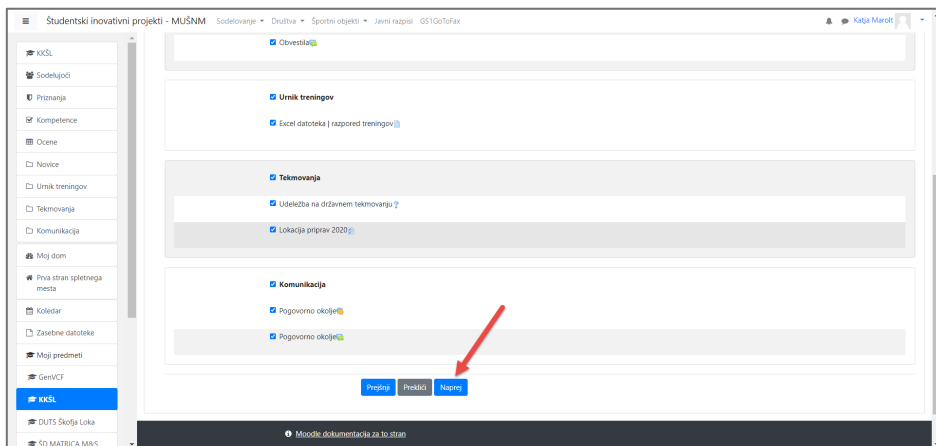 Študentski inovativni projekti - MUŠNM Sodelovanje Društva Športni objekti Javni razpisi GS1GoToFax Katja Marolt
KKŠL
Sodelujoči
Priznanja
Kompetence
Ocene
Novice
Urnik treningov
Tekmovanja
Komunikacija
Moj dom
Prva stran spletnega
mesta
Koledar
Zasebne datoteke
Moji predmeti
GenVCF
KKŠL
DUTS Škofja Loka
ŠD MATRICA M&S
Obvestila
Urnik treningov
Excel datoteka | razpored treningov
Tekmovanja
Udeležba na državnem tekmovanju
Lokacija priprav 2020
Komunikacija
Pogovorno okolje
Pogovorno okolje
Prejšnji Prekliči Naprej
Moodle dokumentacija za to stran